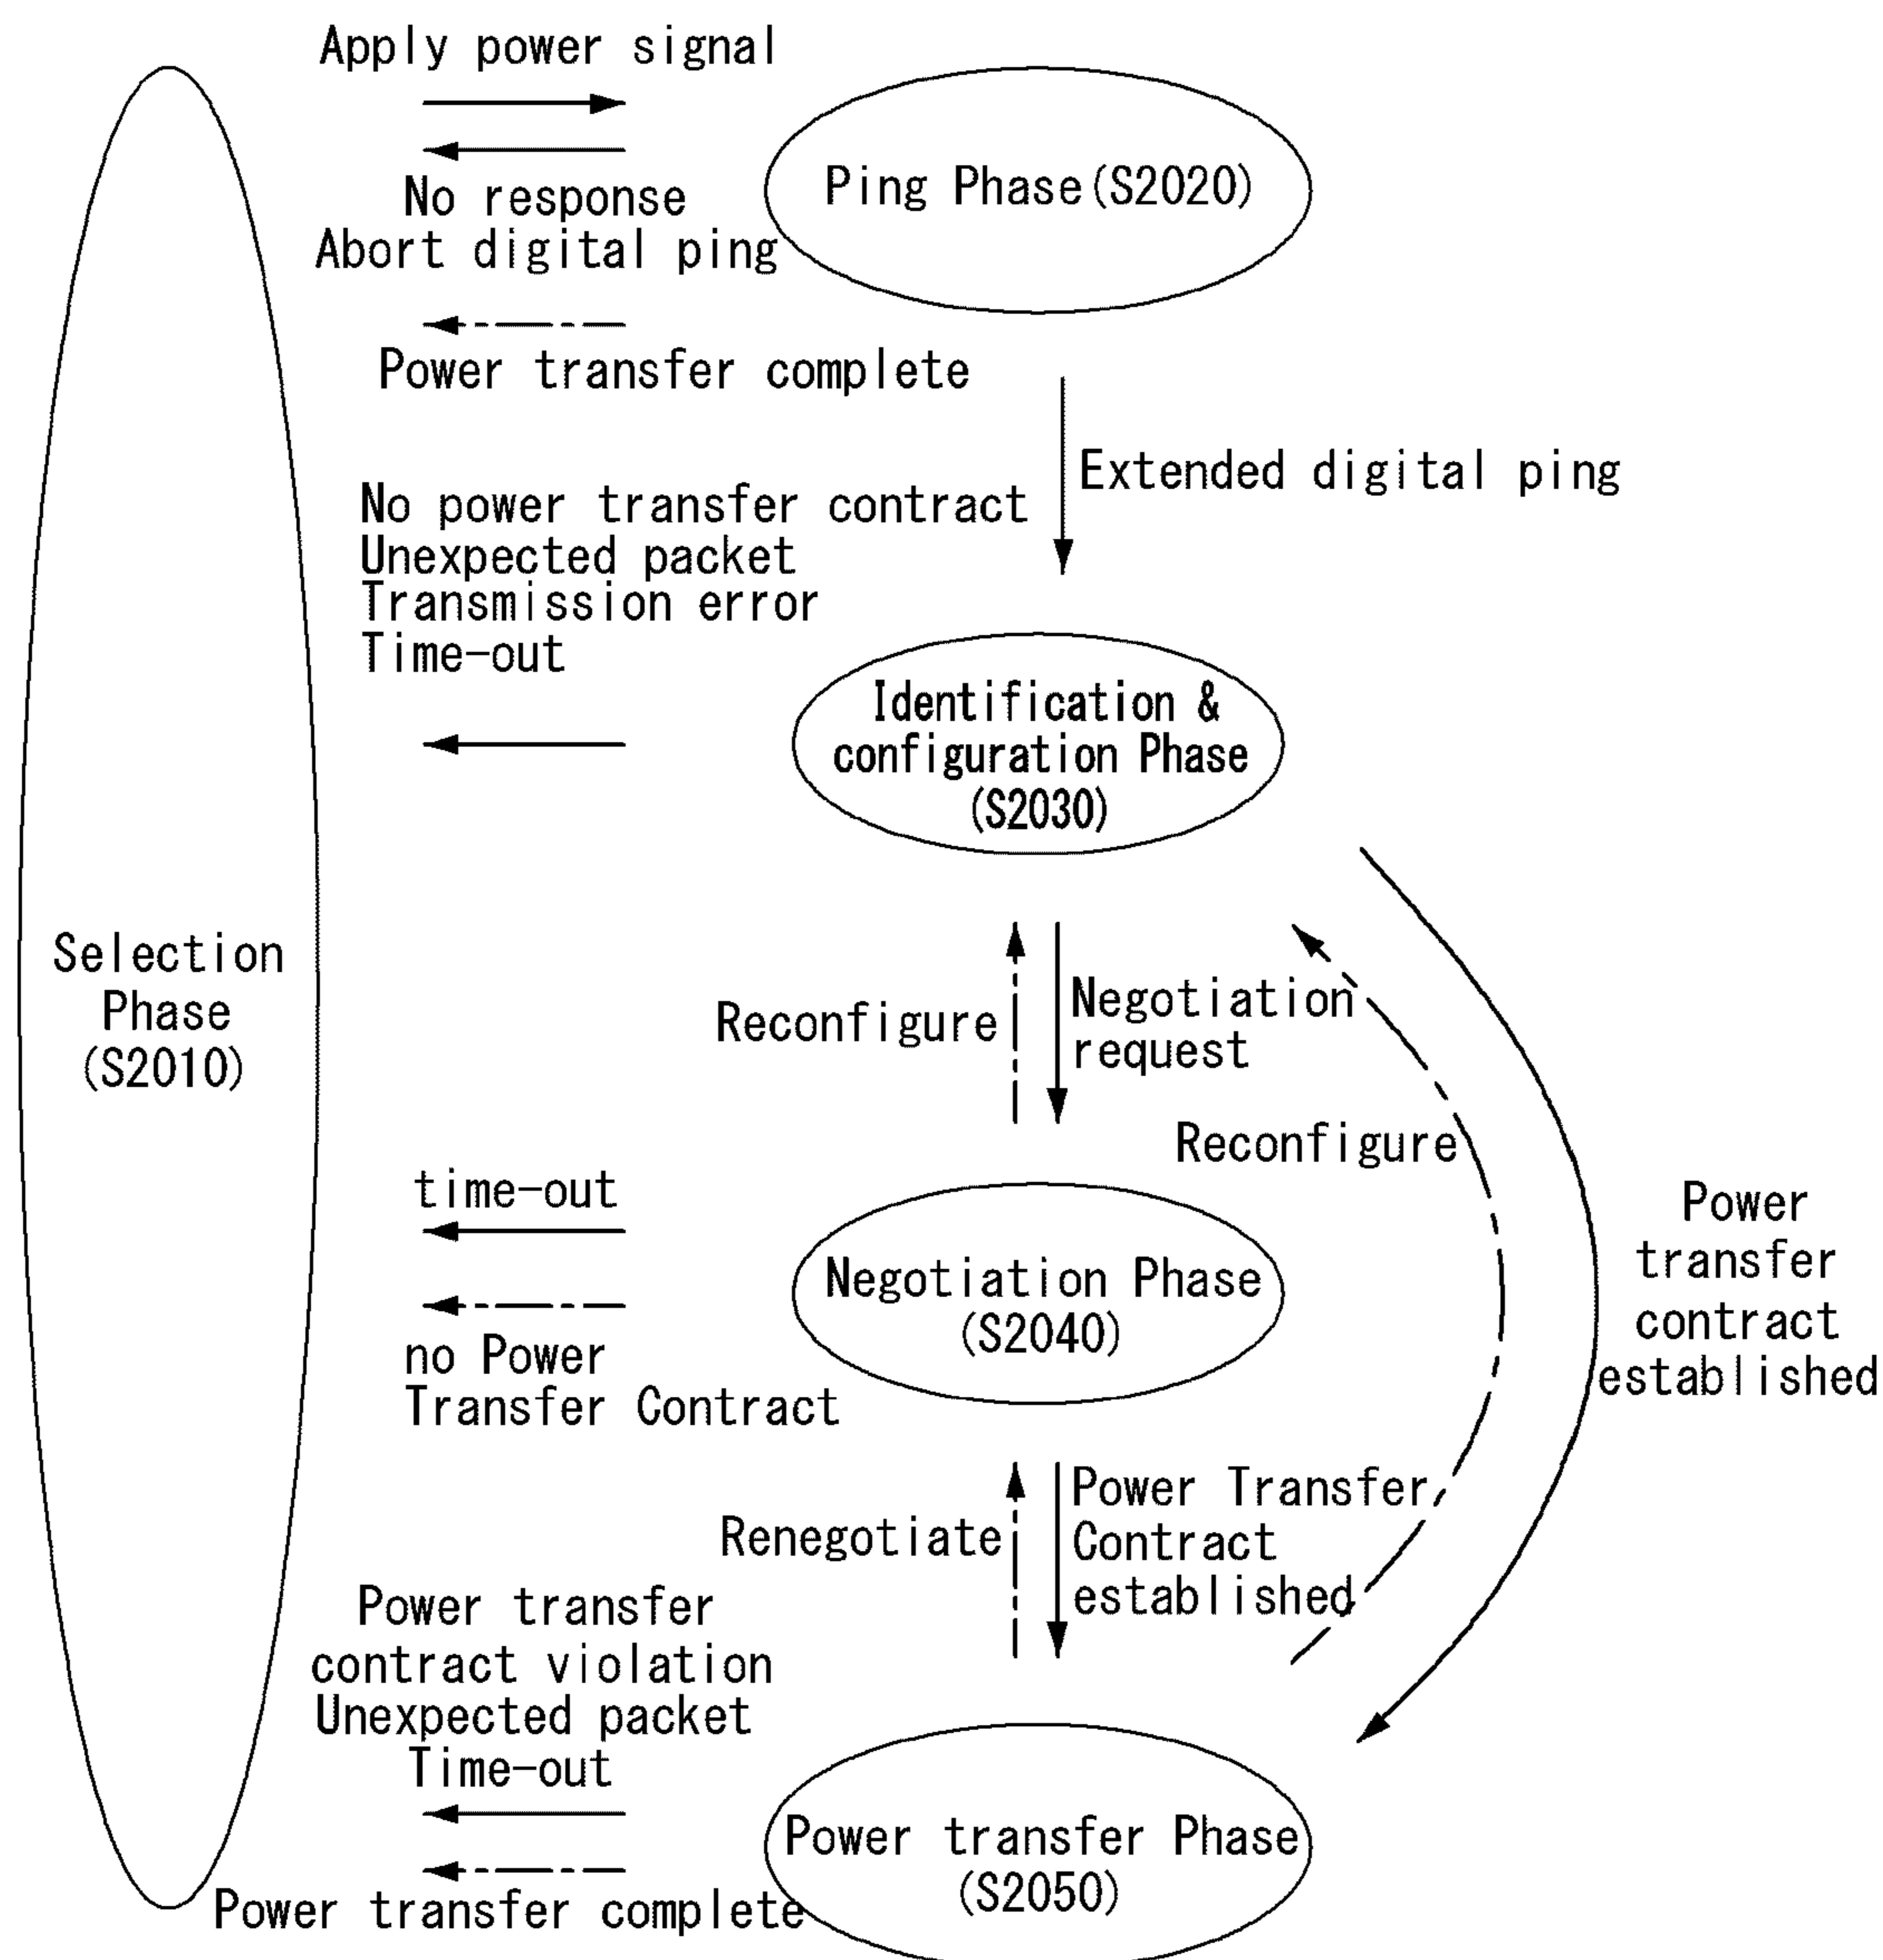 Apply power signal
Ping Phase(S2020)
No response
Abort digital ping
Power transfer complete
Extended digital ping
No power transfer contract
Unexpected packet
Transmission error
Time-out
Identification &
configuration Phase
(S2030)
Selection
Phase
(S2010)
Reconfigure
Negotiation
request
Reconfigure
time-out
Negotiation Phase
(S2040)
no Power
Transfer Contract
Power
transfer
contract
established
Renegotiate
Power Transfer
Contract
established
Power transfer
contract violation
Unexpected packet
Time-out
Power transfer Phase
(S2050)
Power transfer complete